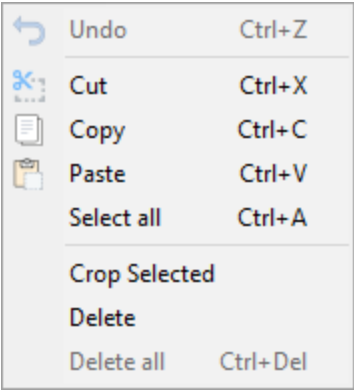 Undo Ctrl+Z
Cut Ctrl+X
Copy Ctrl+C
Paste Ctrl+V
Select all Ctrl+A
Crop Selected
Delete
Delete all Ctrl+Del